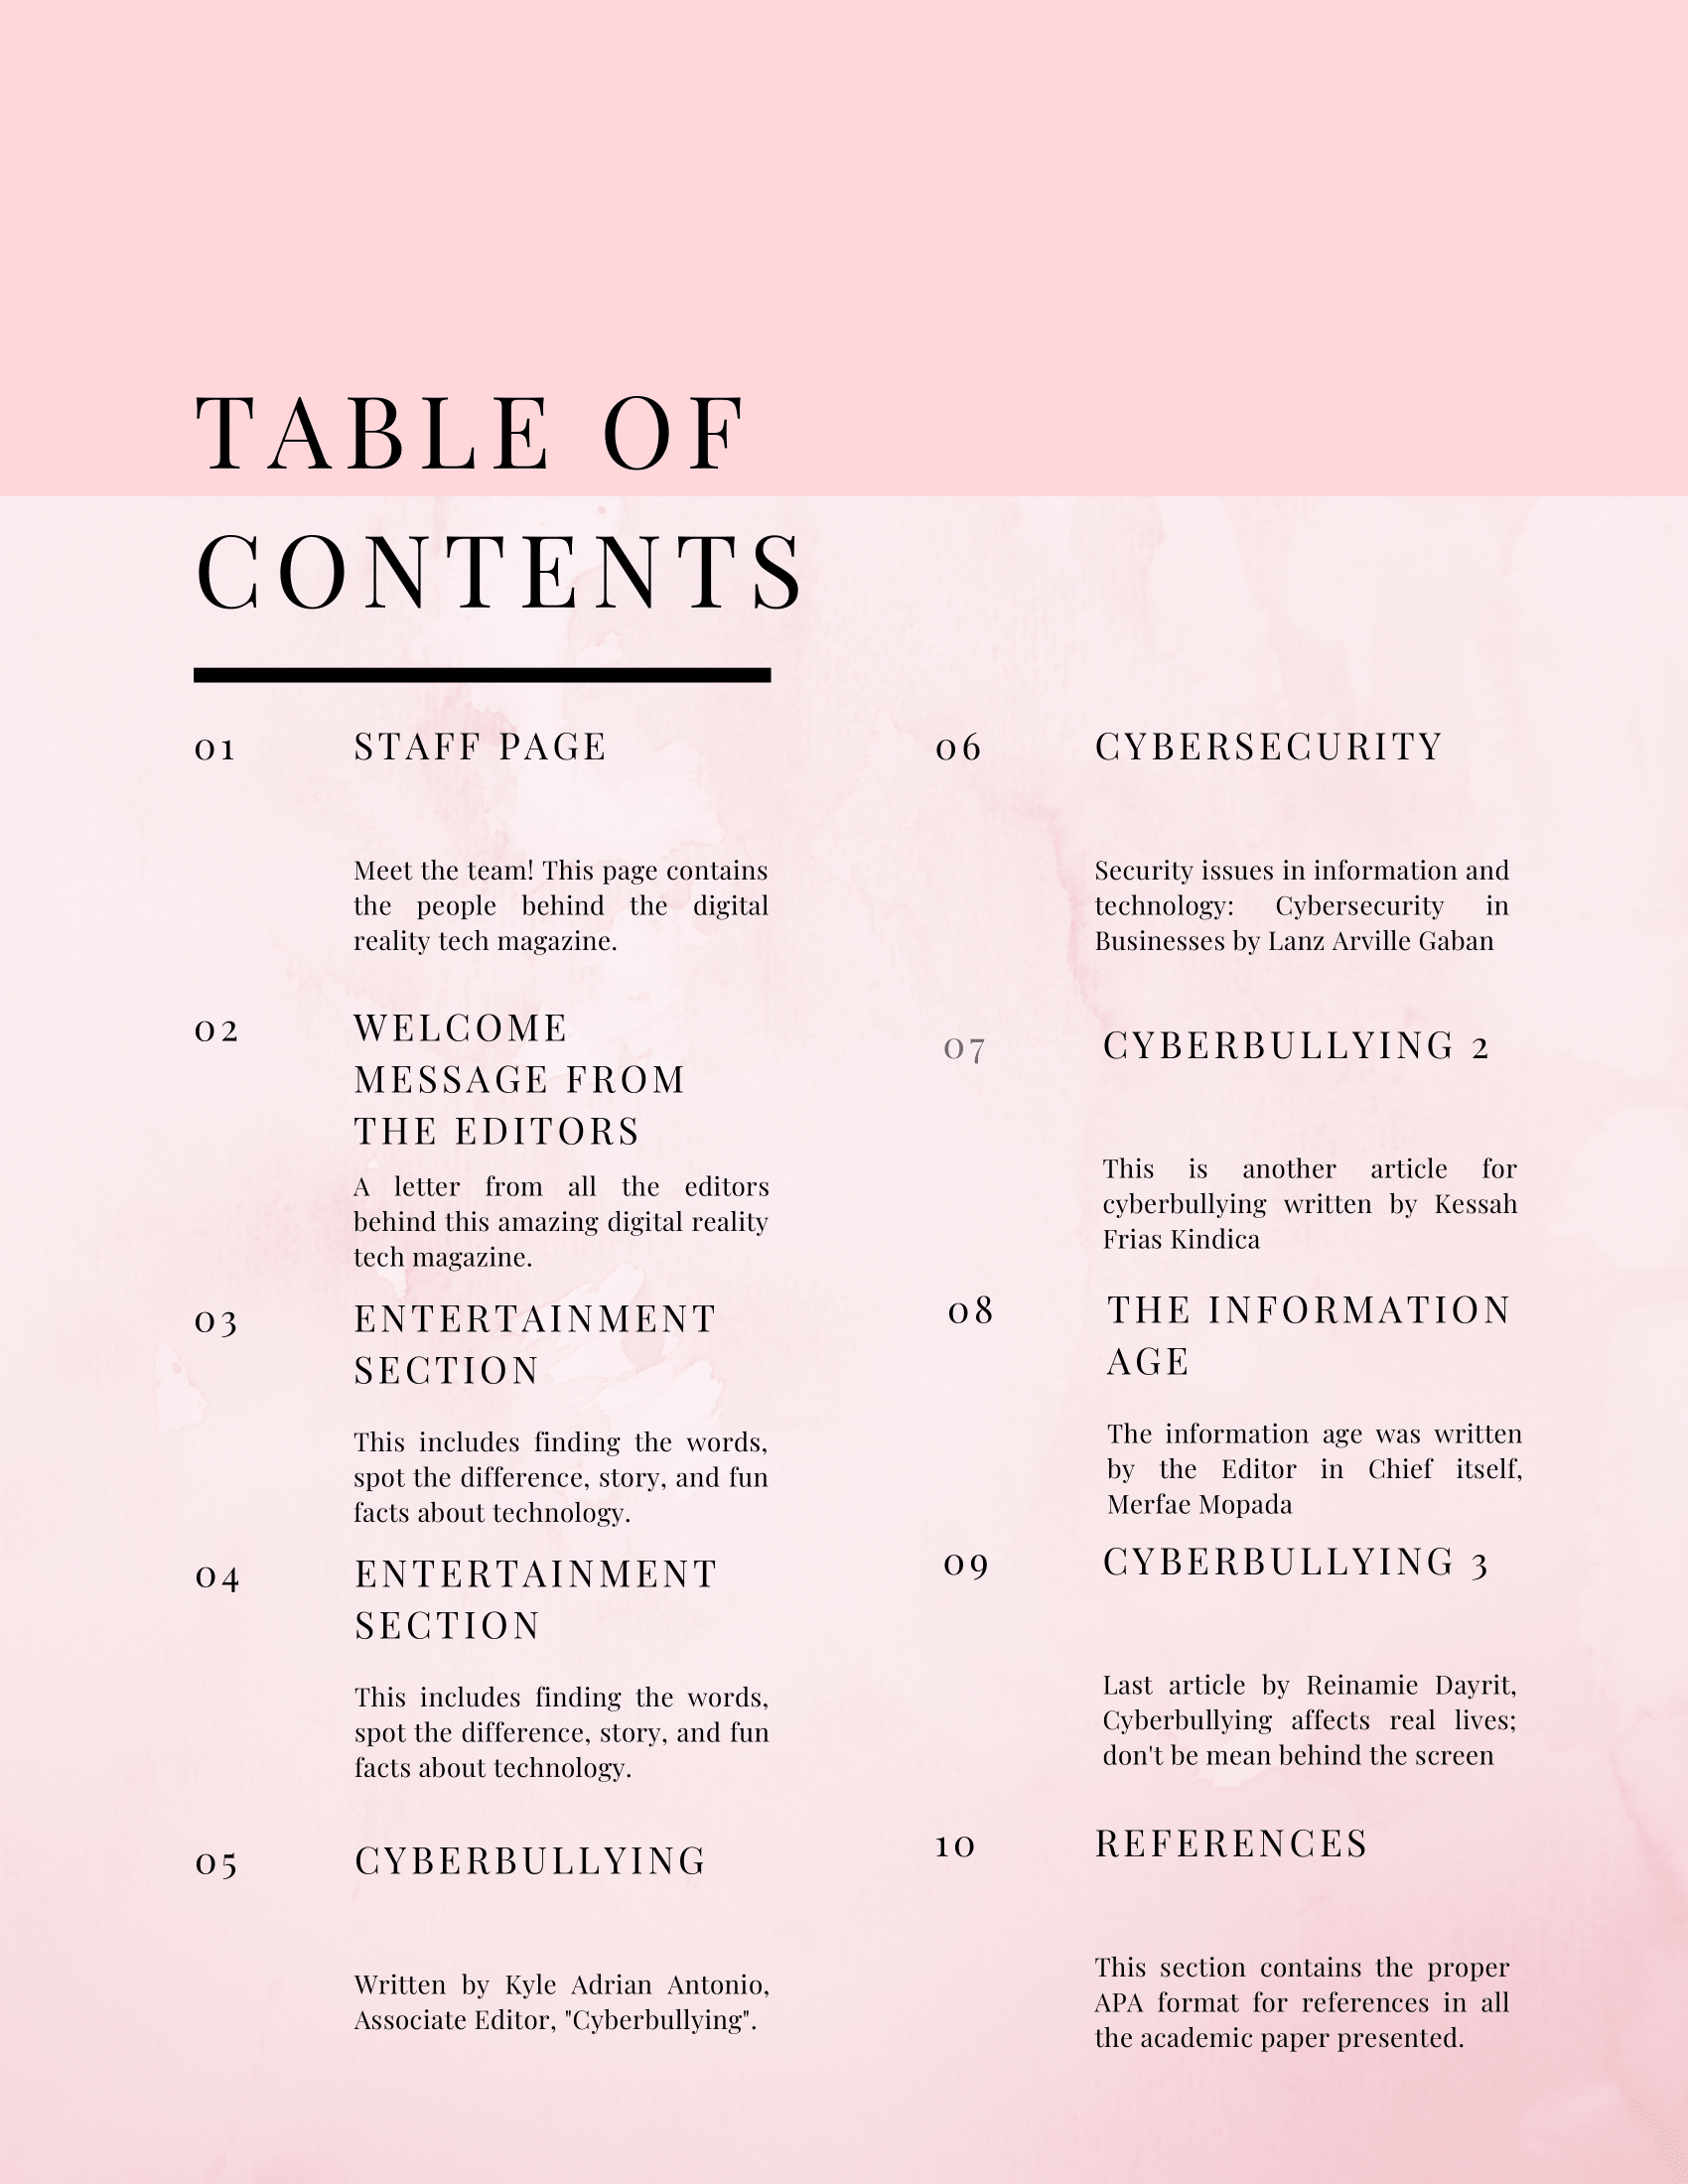 TABLE OF
CONTENTS
01
STAFF PAGE
Meet the team! This page contains
the people behind the digital
reality tech magazine.
02
WELCOME
MESSAGE FROM
THE EDITORS
A letter from all the editors
behind this amazing digital reality
tech magazine.
03
ENTERTAINMENT
SECTION
This includes finding the words,
spot the difference, story, and fun
facts about technology.
04
ENTERTAINMENT
SECTION
This includes finding the words,
spot the difference, story, and fun
facts about technology.
05
CYBERBULLYING
Written by Kyle Adrian Antonio,
Associate Editor, "Cyberbullying".
06
CYBERSECURITY
Security issues in information and
technology: Cybersecurity in
Businesses by Lanz Arville Gaban
07
CYBERBULLYING 2
This is another article for
cyberbullying written by Kessah
Frias Kindica
08
THE INFORMATION
AGE
The information age was written
by the Editor in Chief itself,
Merfae Mopada
09
CYBERBULLYING 3
Last article by Reinamie Dayrit,
Cyberbullying affects real lives;
don't be mean behind the screen
10
REFERENCES
This section contains the proper
APA format for references in all
the academic paper presented.